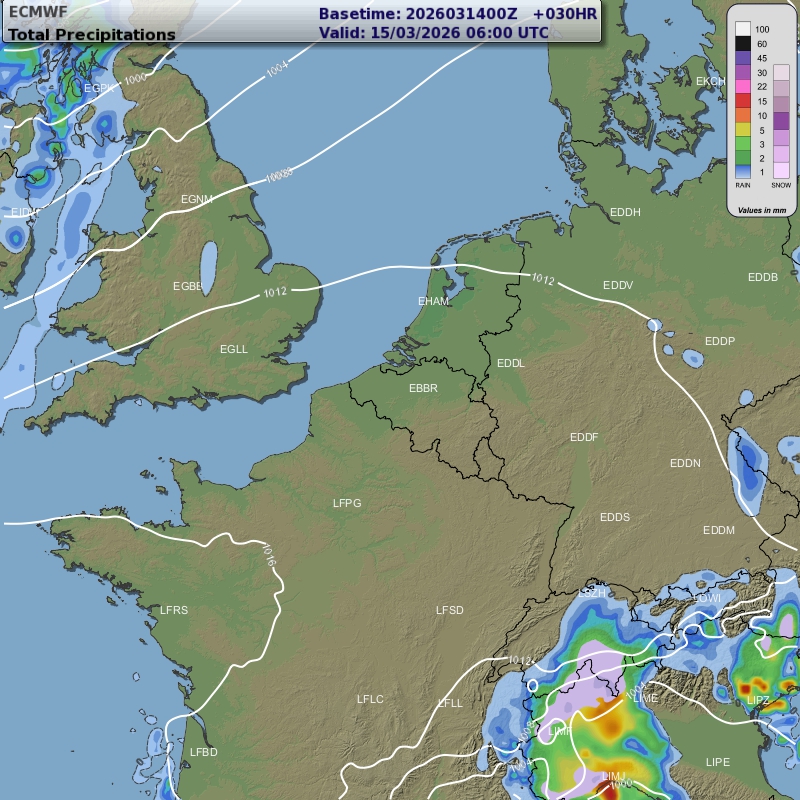 ECMWF
Basetime: 2026031400Z +030HR
Total Precipitations
Valid: 15/03/2026 06:00 UTC
100
60
45
30
22
15
10
5
3
2
1
RAIN SNOW
Values in mm
1000
1004
EGPK
EKCH
EGNM
EDDH
EGBB
1012
1012
EDDV
EDDB
EHAM
EGLL
EDDP
EDDL
EBBR
EDDF
EDDN
LFPG
EDDS
EDDM
1016
LSZH
LOWI
LFRS
LFSD
1012
LFLC
LFLL
LIME
LIPZ
LIMF
LFBD
1004
LIPE
LIMJ